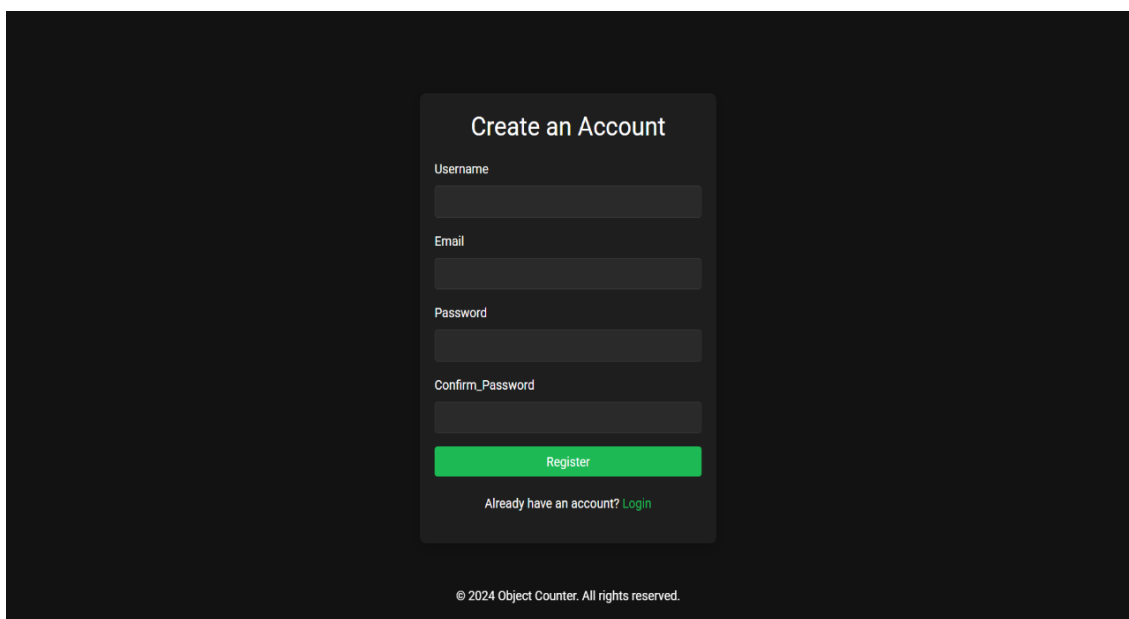 Create an Account
Username
Email
Password
Confirm_Password
Register
Already have an account? Login
© 2024 Object Counter. All rights reserved.